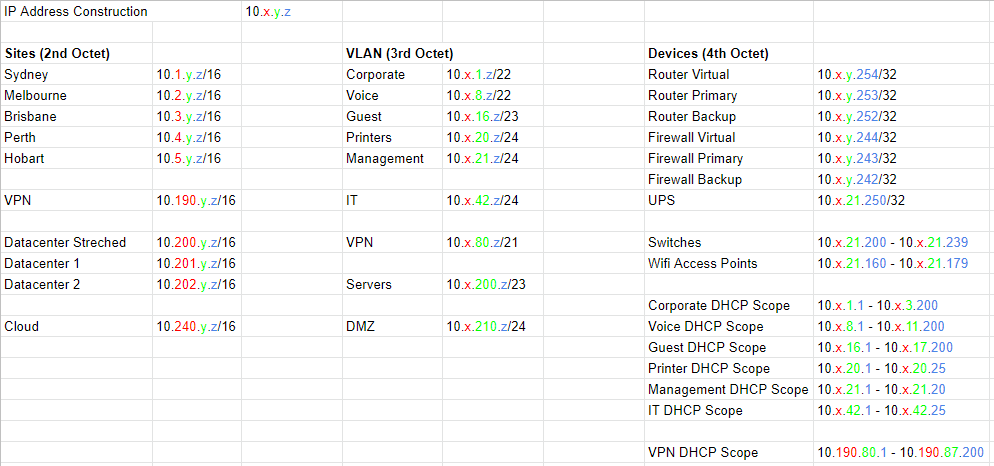 IP Address Construction 10.x.y.z
Sites (2nd Octet) VLAN (3rd Octet) Devices (4th Octet)
Sydney 10.1.y.z/16 Corporate 10.x.1.z/22 Router Virtual 10.x.y.254/32
Melbourne 10.2.y.z/16 Voice 10.x.8.z/22 Router Primary 10.x.y.253/32
Brisbane 10.3.y.z/16 Guest 10.x.16.z/23 Router Backup 10.x.y.252/32
Perth 10.4.y.z/16 Printers 10.x.20.z/24 Firewall Virtual 10.x.y.244/32
Hobart 10.5.y.z/16 Management 10.x.21.z/24 Firewall Primary 10.x.y.243/32
Firewall Backup 10.x.y.242/32
VPN 10.190.y.z/16 IT 10.x.42.z/24 UPS 10.x.21.250/32
Datacenter Streched 10.200.y.z/16 VPN 10.x.80.z/21 Switches 10.x.21.200 - 10.x.21.239
Datacenter 1 10.201.y.z/16 Wifi Access Points 10.x.21.160 - 10.x.21.179
Datacenter 2 10.202.y.z/16 Servers 10.x.200.z/23
Corporate DHCP Scope 10.x.1.1 - 10.x.3.200
Cloud 10.240.y.z/16 DMZ 10.x.210.z/24 Voice DHCP Scope 10.x.8.1 - 10.x.11.200
Guest DHCP Scope 10.x.16.1 - 10.x.17.200
Printer DHCP Scope 10.x.20.1 - 10.x.20.25
Management DHCP Scope 10.x.21.1 - 10.x.21.20
IT DHCP Scope 10.x.42.1 - 10.x.42.25
VPN DHCP Scope 10.190.80.1 - 10.190.87.200